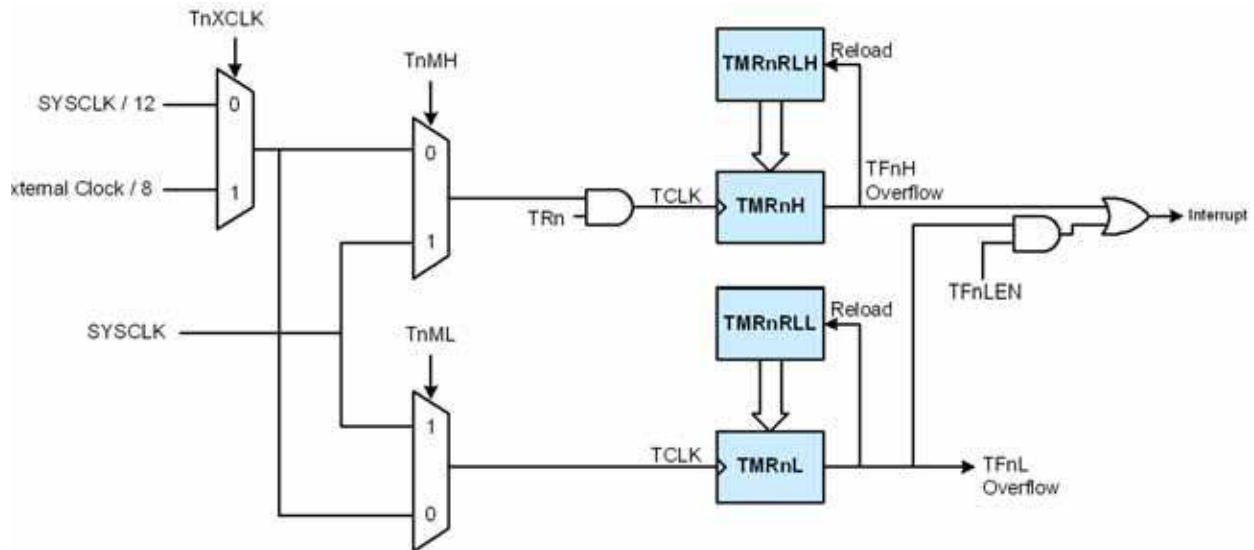 TnXCLK
SYSCLK / 12
0
xternal Clock / 8
1
TnMH
0
1
TRn
TCLK
TMRnRLH
Reload
TMRnH
TFnH
Overflow
Interrupt
TFnLEN
SYSCLK
TnML
1
0
TCLK
TMRnRLL
Reload
TMRnL
TFnL
Overflow